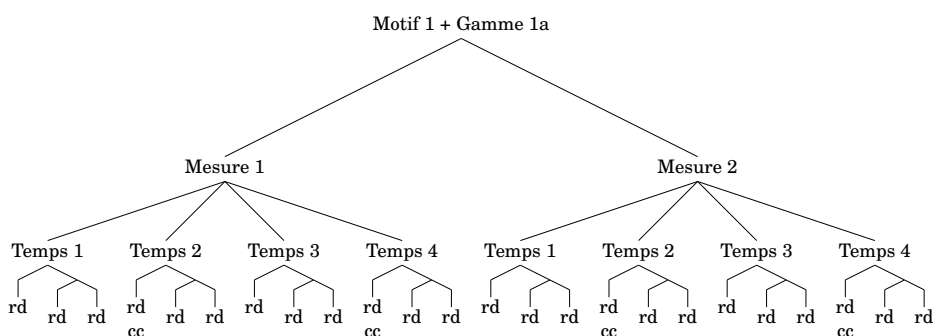 Motif 1 + Gamme 1a
Mesure 1 Mesure 2
Temps 1 Temps 2 Temps 3 Temps 4 Temps 1 Temps 2 Temps 3 Temps 4
rd rd rd rd rd rd rd rd rd rd rd rd rd rd rd rd rd rd rd rd rd rd rd rd
cc cc cc cc